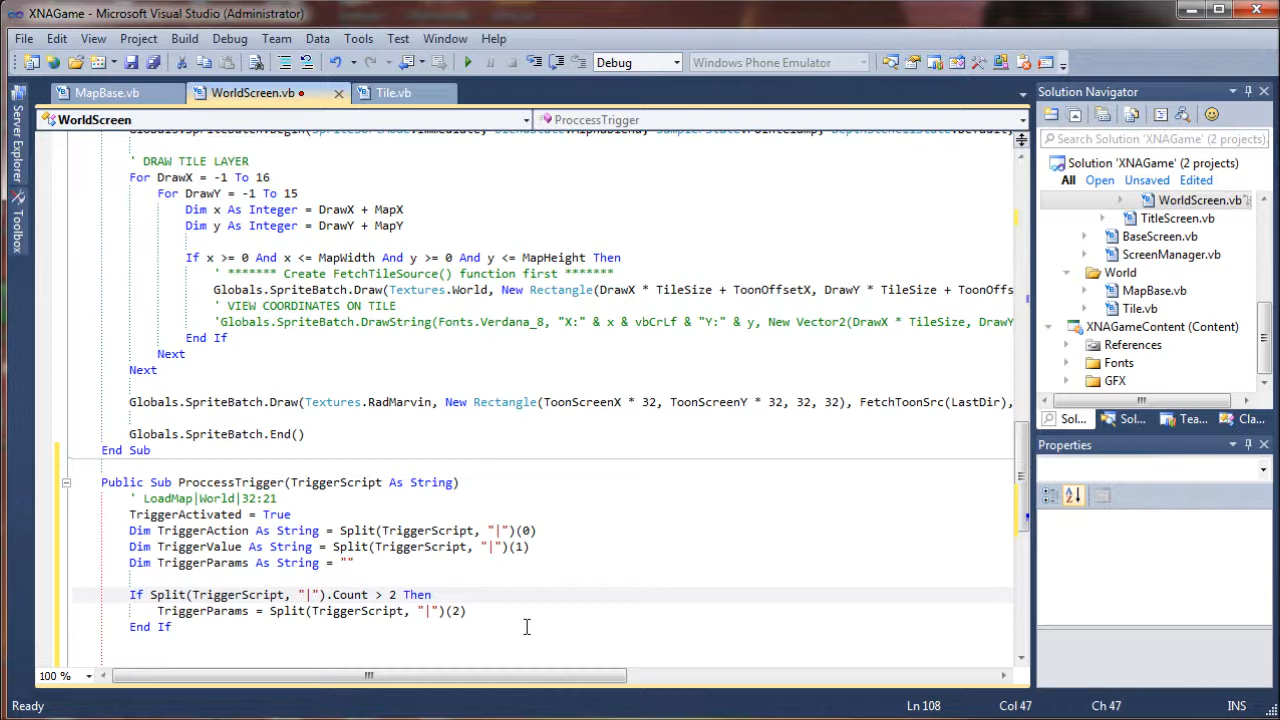 XNAGame - Microsoft Visual Studio (Administrator)
File Edit View Project Build Debug Team Data Tools Test Window Help
Debug Windows Phone Emulator
MapBase.vb WorldScreen.vb Tile.vb
WorldScreen ProccessTrigger
' DRAW TILE LAYER
For DrawX = -1 To 16
For DrawY = -1 To 15
Dim x As Integer = DrawX + MapX
Dim y As Integer = DrawY + MapY
If x >= 0 And x <= MapWidth And y >= 0 And y <= MapHeight Then
' ******* Create FetchTileSource() function first *******
Globals.SpriteBatch.Draw(Textures.World, New Rectangle(DrawX * TileSize + ToonOffsetX, DrawY * TileSize + ToonOffs
' VIEW COORDINATES ON TILE
'Globals.SpriteBatch.DrawString(Fonts.Verdana_8, "X:" & x & vbCrLf & "Y:" & y, New Vector2(DrawX * TileSize, DrawY
End If
Next
Next
Globals.SpriteBatch.Draw(Textures.RadMarvin, New Rectangle(ToonScreenX * 32, ToonScreenY * 32, 32, 32), FetchToonSrc(LastDir),
Globals.SpriteBatch.End()
End Sub
Public Sub ProccessTrigger(TriggerScript As String)
' LoadMap|World|32:21
TriggerActivated = True
Dim TriggerAction As String = Split(TriggerScript, "|")(0)
Dim TriggerValue As String = Split(TriggerScript, "|")(1)
Dim TriggerParams As String = ""
If Split(TriggerScript, "|").Count > 2 Then
TriggerParams = Split(TriggerScript, "|")(2)
End If
100 %
Ready Ln 108 Col 47 Ch 47 INS
Server Explorer
Toolbox
Solution Navigator
Search Solution 'XNAGame' (2 projects)
Solution 'XNAGame' (2 projects)
All Open Unsaved Edited
WorldScreen.vb
TitleScreen.vb
BaseScreen.vb
ScreenManager.vb
World
MapBase.vb
Tile.vb
XNAGameContent (Content)
References
Fonts
GFX
Sol... Sol... Tea... Cla...
Properties